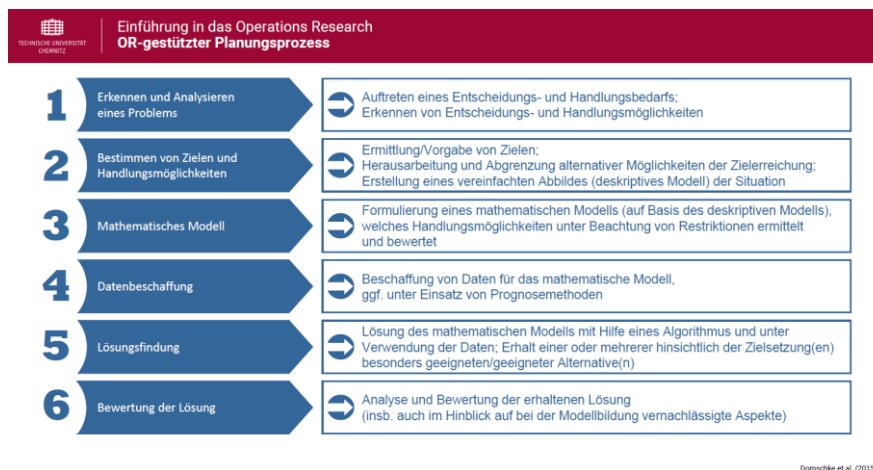 TECHNISCHE UNIVERSITÄT
CHEMNITZ
Einführung in das Operations Research
OR-gestützter Planungsprozess
1
Erkennen und Analysieren
eines Problems
Auftreten eines Entscheidungs- und Handlungsbedarfs;
Erkennen von Entscheidungs- und Handlungsmöglichkeiten
2
Bestimmen von Zielen und
Handlungsmöglichkeiten
Ermittlung/Vorgabe von Zielen;
Herausarbeitung und Abgrenzung alternativer Möglichkeiten der Zielerreichung;
Erstellung eines vereinfachten Abbildes (deskriptives Modell) der Situation
3
Mathematisches Modell
Formulierung eines mathematischen Modells (auf Basis des deskriptiven Modells),
welches Handlungsmöglichkeiten unter Beachtung von Restriktionen ermittelt
und bewertet
4
Datenbeschaffung
Beschaffung von Daten für das mathematische Modell,
ggf. unter Einsatz von Prognosemethoden
5
Lösungsfindung
Lösung des mathematischen Modells mit Hilfe eines Algorithmus und unter
Verwendung der Daten; Erhalt einer oder mehrerer hinsichtlich der Zielsetzung(en)
besonders geeigneten/geeigneter Alternative(n)
6
Bewertung der Lösung
Analyse und Bewertung der erhaltenen Lösung
(insb. auch im Hinblick auf bei der Modellbildung vernachlässigte Aspekte)
Domschke et al. (2015